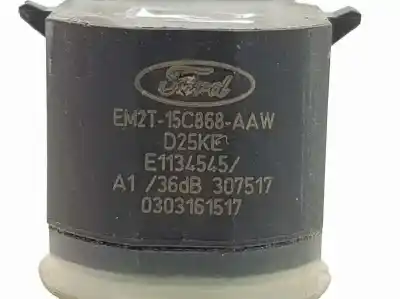 Ford
EM2T-15C868-AAW
D25KE
E1134545/
A1 /36dB 307517
0303161517